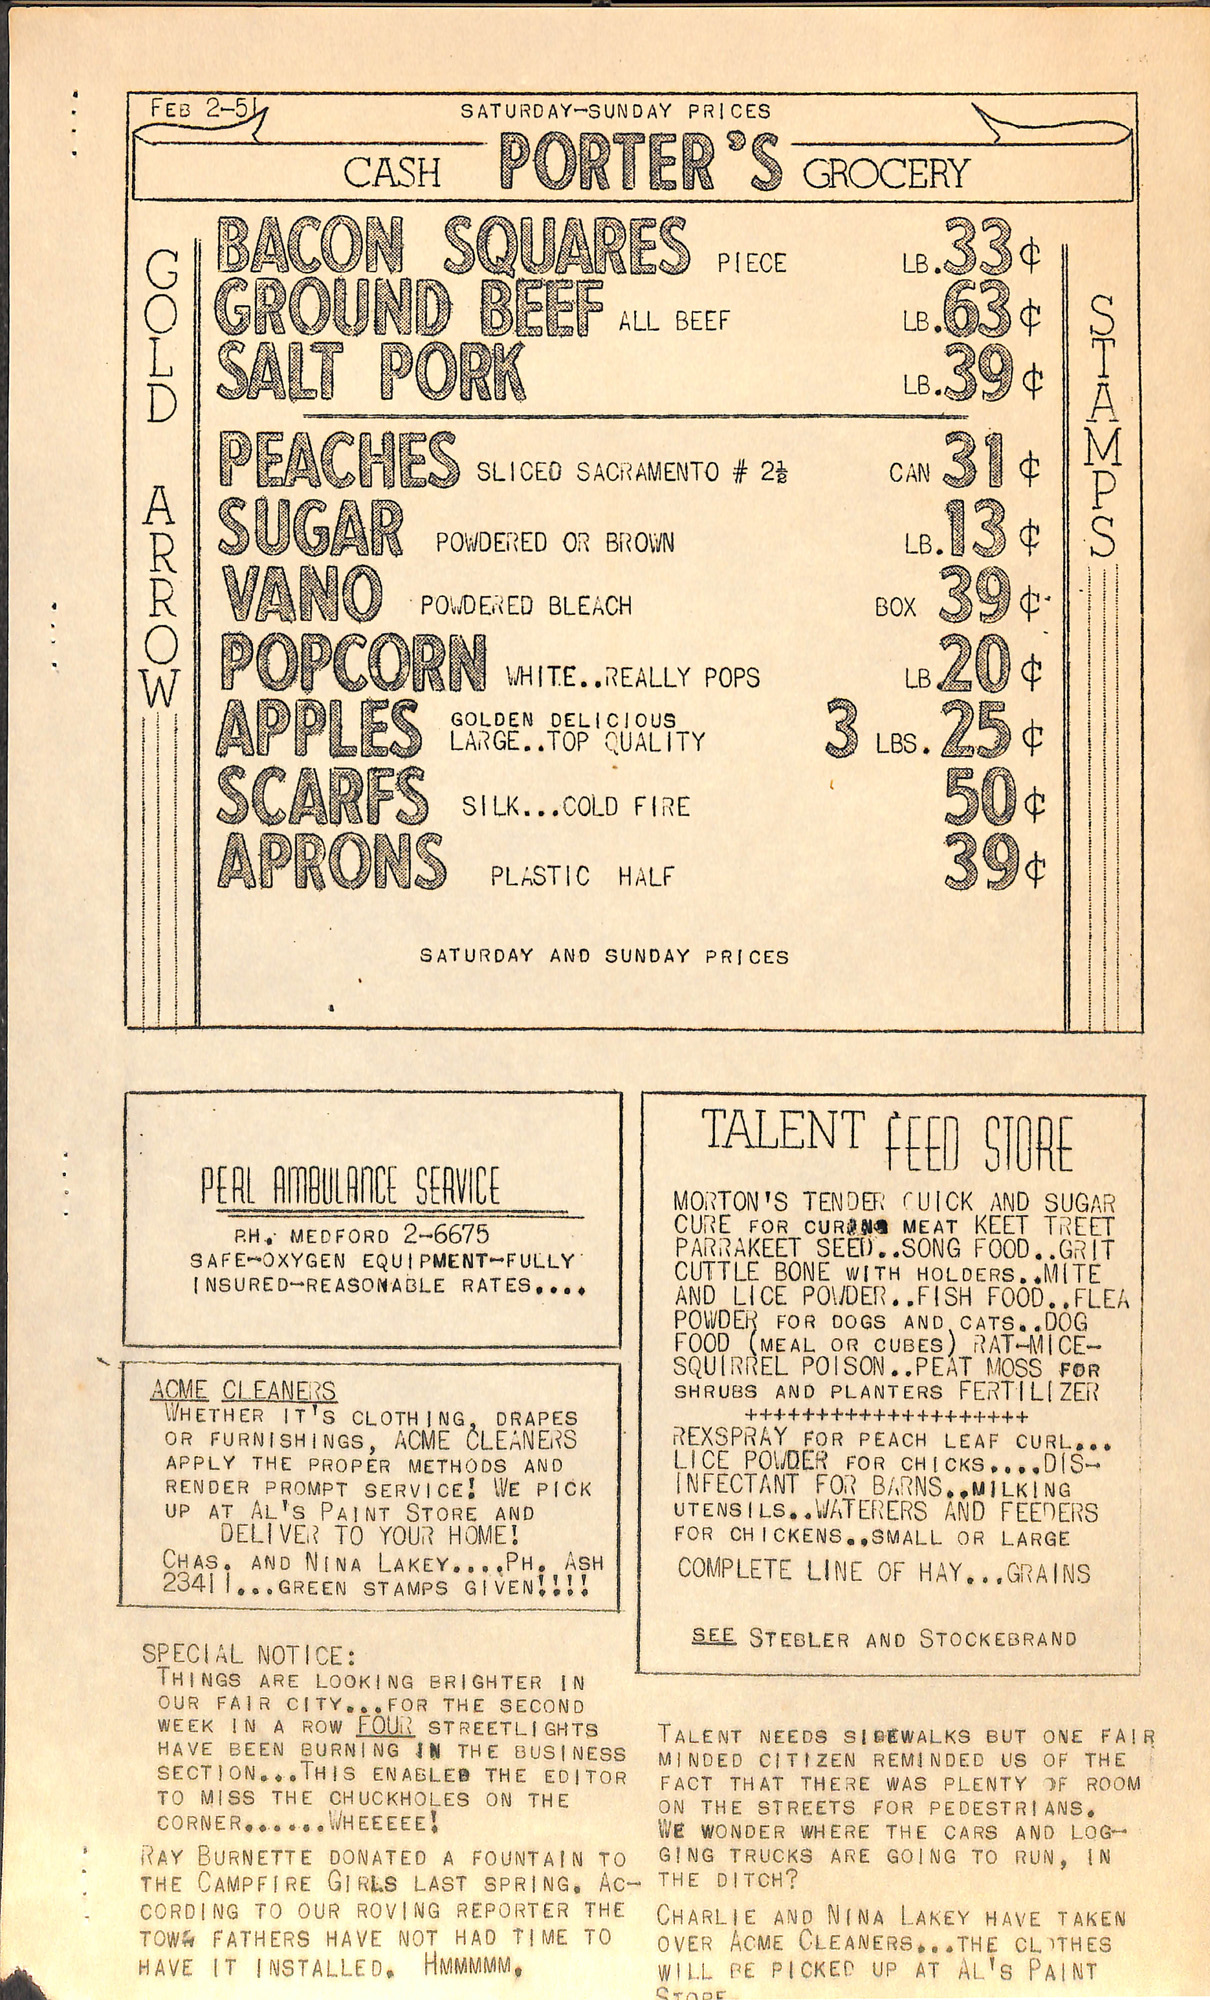 FEB 2-51
SATURDAY-SUNDAY PRICES
CASH PORTER'S GROCERY
GOLD ARROW
STAMPS
BACON SQUARES PIECE LB. 33¢
GROUND BEEF ALL BEEF LB. 63¢
SALT PORK LB. 39¢
PEACHES SLICED SACRAMENTO # 2½ CAN 31¢
SUGAR POWDERED OR BROWN LB. 13¢
VANO POWDERED BLEACH BOX 39¢
POPCORN WHITE..REALLY POPS LB. 20¢
APPLES GOLDEN DELICIOUS
LARGE..TOP QUALITY 3 LBS. 25¢
SCARFS SILK...COLD FIRE 50¢
APRONS PLASTIC HALF 39¢
SATURDAY AND SUNDAY PRICES
PERL AMBULANCE SERVICE
PH. MEDFORD 2-6675
SAFE-OXYGEN EQUIPMENT-FULLY
INSURED-REASONABLE RATES....
ACME CLEANERS
WHETHER IT'S CLOTHING, DRAPES
OR FURNISHINGS, ACME CLEANERS
APPLY THE PROPER METHODS AND
RENDER PROMPT SERVICE! WE PICK
UP AT AL'S PAINT STORE AND
DELIVER TO YOUR HOME!
CHAS. AND NINA LAKEY....PH. ASH
23411...GREEN STAMPS GIVEN!!!!
SPECIAL NOTICE:
THINGS ARE LOOKING BRIGHTER IN
OUR FAIR CITY...FOR THE SECOND
WEEK IN A ROW FOUR STREETLIGHTS
HAVE BEEN BURNING IN THE BUSINESS
SECTION...THIS ENABLED THE EDITOR
TO MISS THE CHUCKHOLES ON THE
CORNER......WHEEEEE!
RAY BURNETTE DONATED A FOUNTAIN TO
THE CAMPFIRE GIRLS LAST SPRING. AC-
CORDING TO OUR ROVING REPORTER THE
TOWN FATHERS HAVE NOT HAD TIME TO
HAVE IT INSTALLED. HMMMMM.
TALENT FEED STORE
MORTON'S TENDER CUICK AND SUGAR
CURE FOR CURING MEAT KEET TREET
PARRAKEET SEED..SONG FOOD..GRIT
CUTTLE BONE WITH HOLDERS..MITE
AND LICE POWDER..FISH FOOD..FLEA
POWDER FOR DOGS AND CATS..DOG
FOOD (MEAL OR CUBES) RAT-MICE-
SQUIRREL POISON..PEAT MOSS FOR
SHRUBS AND PLANTERS FERTILIZER
++++++++++++++++++++
REXSPRAY FOR PEACH LEAF CURL...
LICE POWDER FOR CHICKS....DIS-
INFECTANT FOR BARNS..MILKING
UTENSILS..WATERERS AND FEEDERS
FOR CHICKENS..SMALL OR LARGE
COMPLETE LINE OF HAY...GRAINS
SEE STEBLER AND STOCKEBRAND
TALENT NEEDS SIDEWALKS BUT ONE FAIR
MINDED CITIZEN REMINDED US OF THE
FACT THAT THERE WAS PLENTY OF ROOM
ON THE STREETS FOR PEDESTRIANS.
WE WONDER WHERE THE CARS AND LOG-
GING TRUCKS ARE GOING TO RUN, IN
THE DITCH?
CHARLIE AND NINA LAKEY HAVE TAKEN
OVER ACME CLEANERS...THE CLOTHES
WILL BE PICKED UP AT AL'S PAINT
STORE